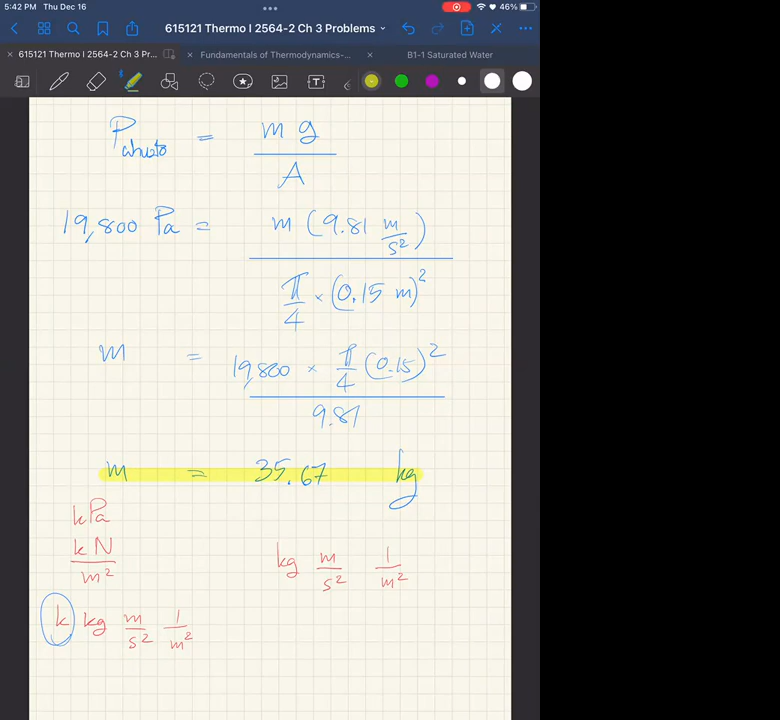 5:42 PM Thu Dec 16
46%
615121 Thermo I 2564-2 Ch 3 Problems
615121 Thermo I 2564-2 Ch 3 Pr...
Fundamentals of Thermodynamics-...
B1-1 Saturated Water
P = m g / A
19,800 Pa = m (9.81 m/s²) / π/4 × (0.15 m)²
m = 19,800 × π/4 (0.15)² / 9.81
m = 35.67 kg
kPa
kN/m²
kg m/s² 1/m²
k kg m/s² 1/m²